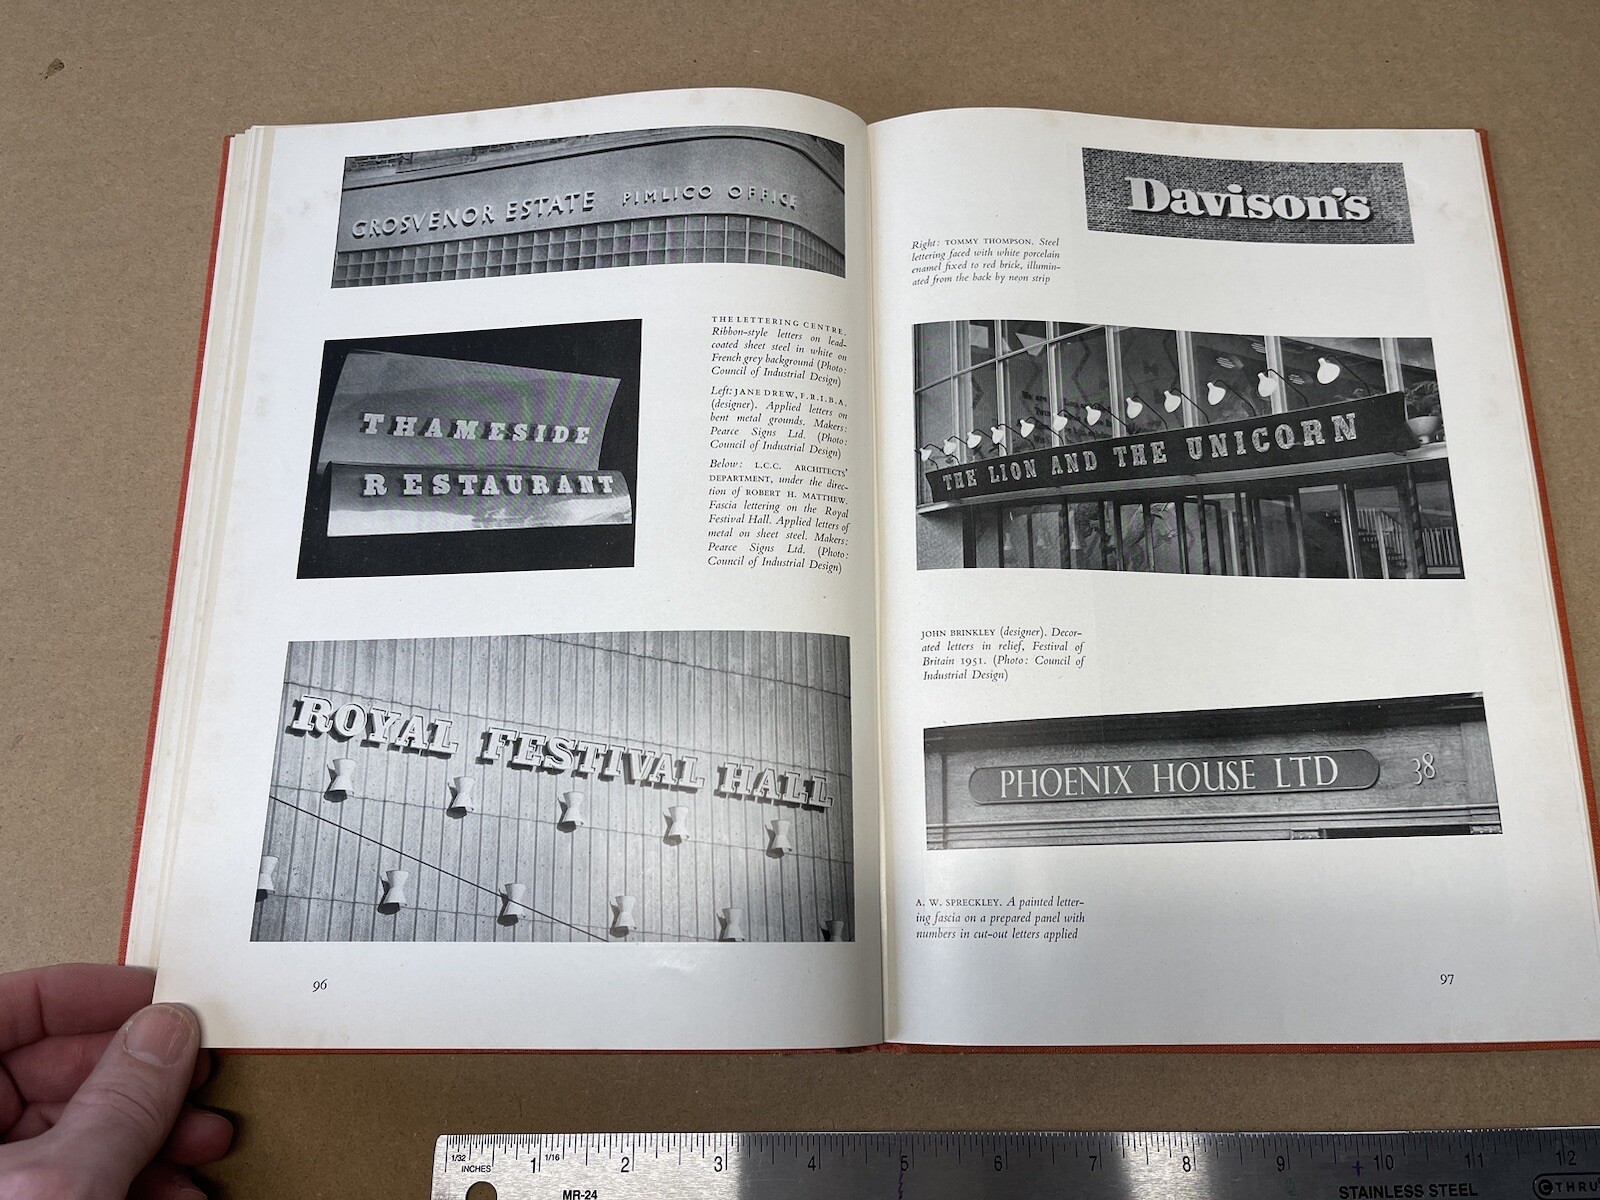 GROSVENOR ESTATE PIMLICO OFFICE
THE LETTERING CENTRE.
Ribbon-style letters on lead-
coated sheet steel in white on
French grey background (Photo:
Council of Industrial Design)
Left: JANE DREW, F.R.I.B.A.
(designer). Applied letters on
bent metal grounds. Makers:
Pearce Signs Ltd. (Photo:
Council of Industrial Design)
Below: L.C.C. ARCHITECTS'
DEPARTMENT, under the direc-
tion of ROBERT H. MATTHEW.
Fascia lettering on the Royal
Festival Hall. Applied letters of
metal on sheet steel. Makers:
Pearce Signs Ltd. (Photo:
Council of Industrial Design)
THAMESIDE
RESTAURANT
ROYAL FESTIVAL HALL
96
Davison's
Right: TOMMY THOMPSON. Steel
lettering faced with white porcelain
enamel fixed to red brick, illumin-
ated from the back by neon strip
THE LION AND THE UNICORN
JOHN BRINKLEY (designer). Decor-
ated letters in relief, Festival of
Britain 1951. (Photo: Council of
Industrial Design)
PHOENIX HOUSE LTD 38
A. W. SPRECKLEY. A painted letter-
ing fascia on a prepared panel with
numbers in cut-out letters applied
97
1/32 1/16
INCHES 1 2 3 4 5 6 7 8 9 10 11 12
MR-24 STAINLESS STEEL